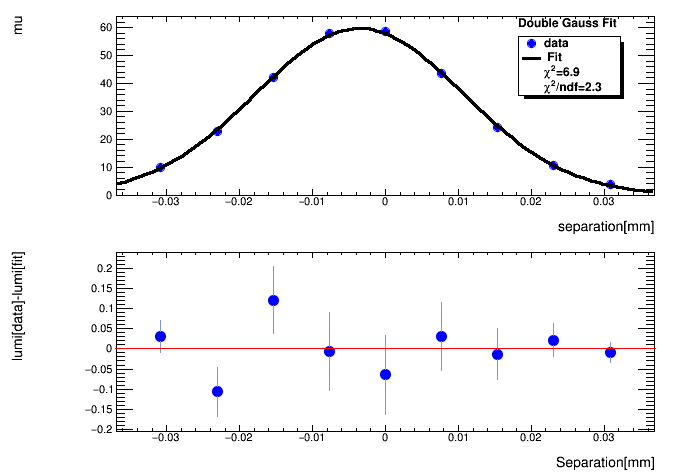 mu
Double Gauss Fit
data
Fit
χ²=6.9
χ²/ndf=2.3
60
50
40
30
20
10
0
−0.03 −0.02 −0.01 0 0.01 0.02 0.03
separation[mm]
lumi[data]-lumi[fit]
0.2
0.15
0.1
0.05
0
−0.05
−0.1
−0.15
−0.2
−0.03 −0.02 −0.01 0 0.01 0.02 0.03
Separation[mm]